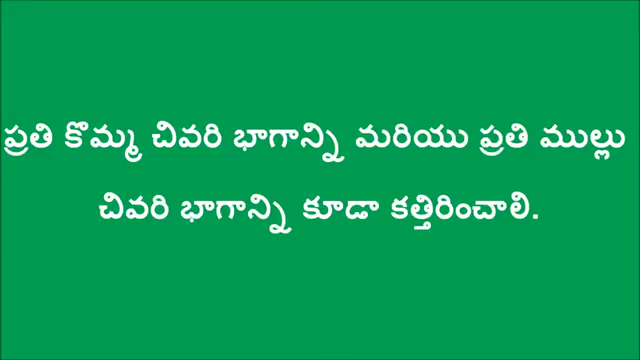 ప్రతి కొమ్మ చివరి భాగాన్ని మరియు ప్రతి ముల్లు
చివరి భాగాన్ని కూడా కత్తిరించాలి.